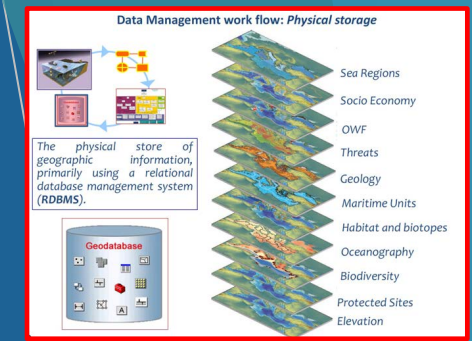 Data Management work flow: Physical storage
The physical store of
geographic information,
primarily using a relational
database management system
(RDBMS).
Geodatabase
A
Sea Regions
Socio Economy
OWF
Threats
Geology
Maritime Units
Habitat and biotopes
Oceanography
Biodiversity
Protected Sites
Elevation